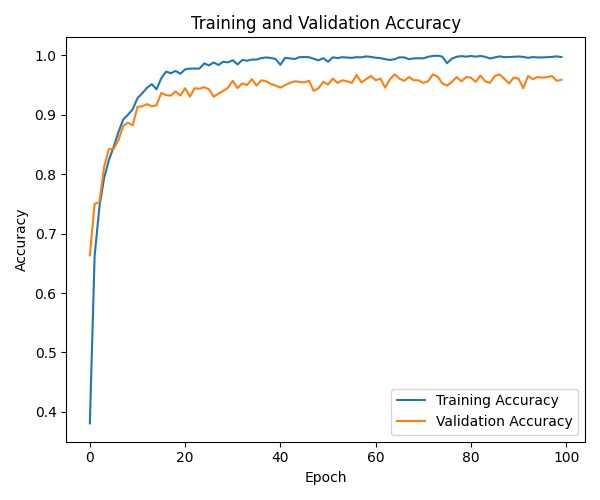 Training and Validation Accuracy
1.0
0.9
0.8
0.7
0.6
0.5
0.4
Accuracy
0 20 40 60 80 100
Epoch
Training Accuracy
Validation Accuracy